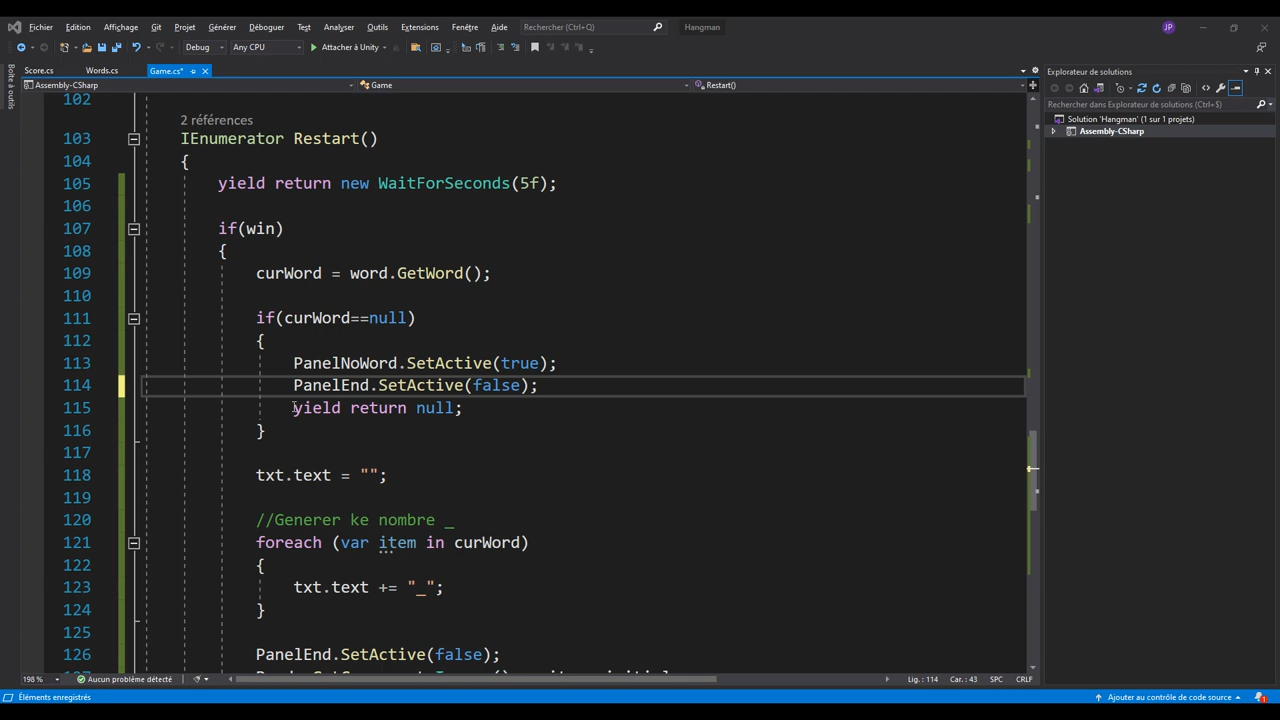 Fichier Edition Affichage Git Projet Générer Déboguer Test Analyser Outils Extensions Fenêtre Aide Rechercher (Ctrl+Q) Hangman JP
Debug Any CPU Attacher à Unity
Boîte à outils
Score.cs Words.cs Game.cs*
Explorateur de solutions
Assembly-CSharp Game Restart()
Rechercher dans Explorateur de solutions (Ctrl+$)
Solution 'Hangman' (1 sur 1 projets)
Assembly-CSharp
102
2 références
103 IEnumerator Restart()
104 {
105 yield return new WaitForSeconds(5f);
106
107 if(win)
108 {
109 curWord = word.GetWord();
110
111 if(curWord==null)
112 {
113 PanelNoWord.SetActive(true);
114 PanelEnd.SetActive(false);
115 yield return null;
116 }
117
118 txt.text = "";
119
120 //Generer ke nombre _
121 foreach (var item in curWord)
122 {
123 txt.text += "_";
124 }
125
126 PanelEnd.SetActive(false);
198 % Aucun problème détecté Lig. : 114 Car. : 43 SPC CRLF
Éléments enregistrés Ajouter au contrôle de code source 1